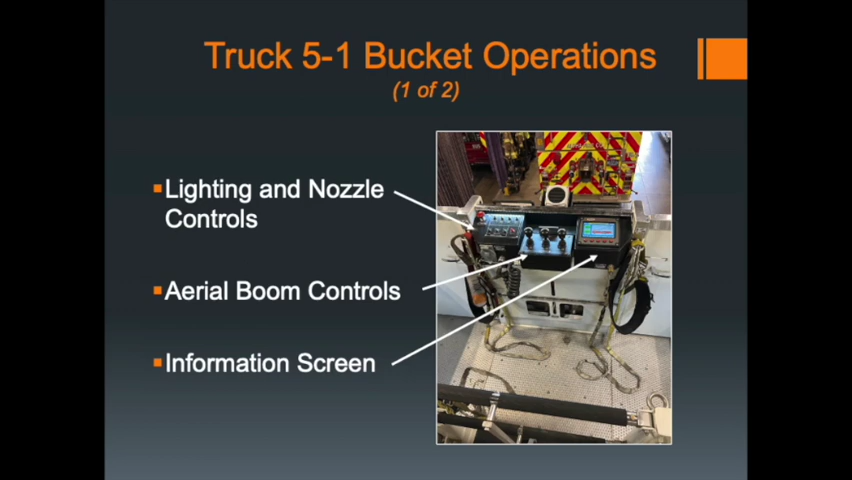 Truck 5-1 Bucket Operations
(1 of 2)
Lighting and Nozzle
Controls
Aerial Boom Controls
Information Screen